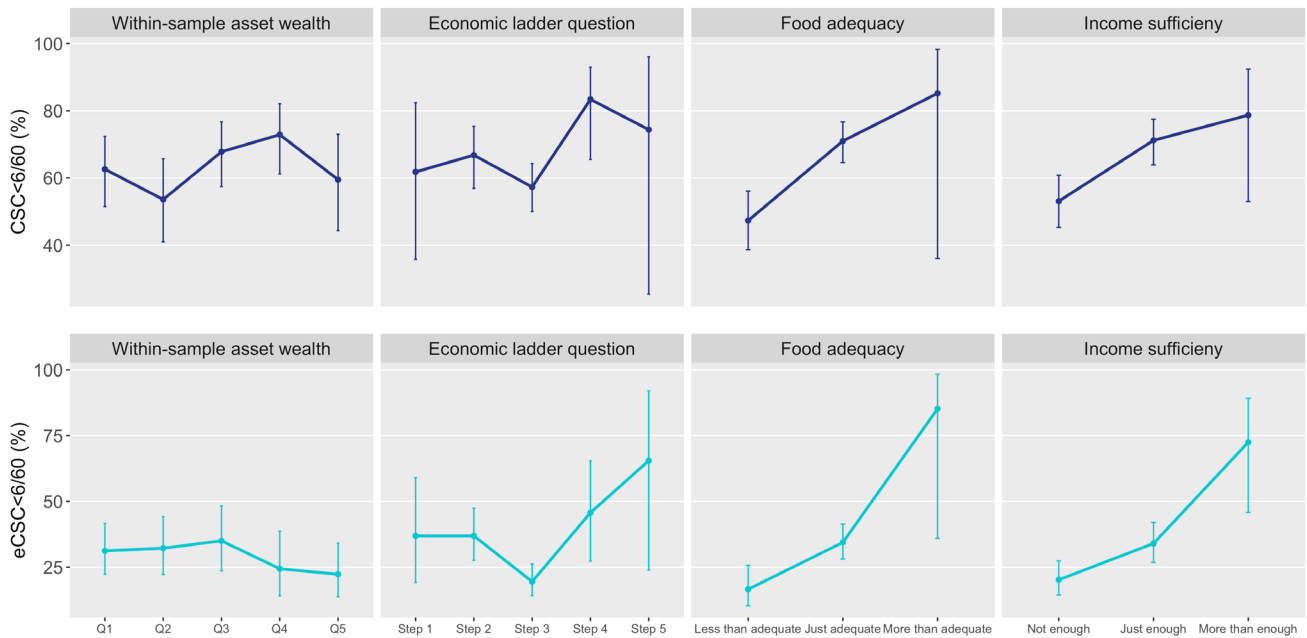 Within-sample asset wealth
Economic ladder question
Food adequacy
Income sufficieny
CSC<6/60 (%)
100
80
60
40
Within-sample asset wealth
Economic ladder question
Food adequacy
Income sufficieny
eCSC<6/60 (%)
100
75
50
25
Q1 Q2 Q3 Q4 Q5
Step 1 Step 2 Step 3 Step 4 Step 5
Less than adequate Just adequate More than adequate
Not enough Just enough More than enough